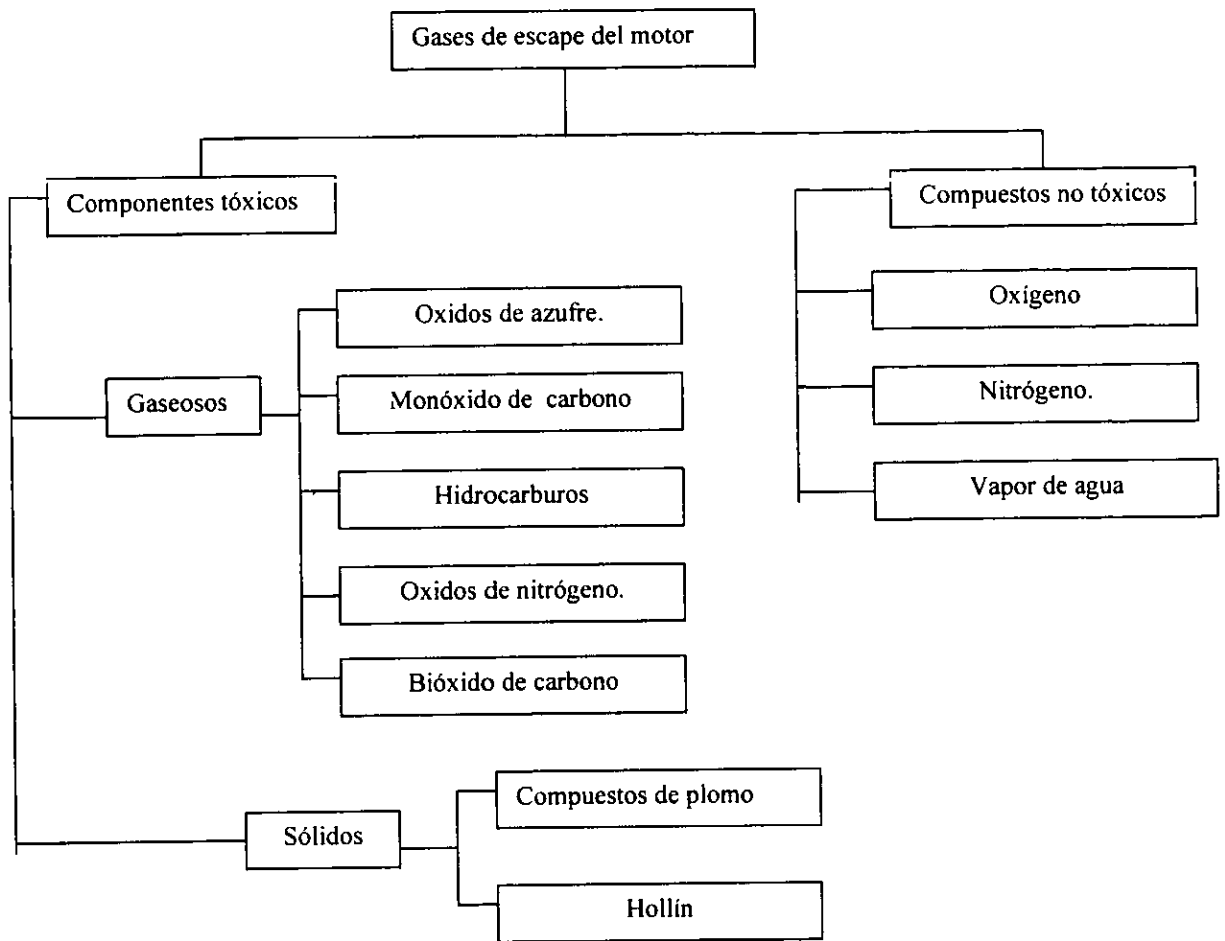 Gases de escape del motor
Componentes tóxicos
Compuestos no tóxicos
Gaseosos
Oxidos de azufre.
Monóxido de carbono
Hidrocarburos
Oxidos de nitrógeno.
Bióxido de carbono
Oxígeno
Nitrógeno.
Vapor de agua
Sólidos
Compuestos de plomo
Hollín